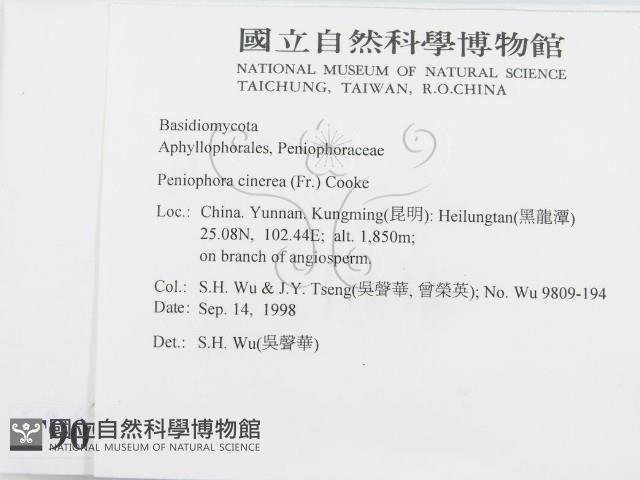 國立自然科學博物館
NATIONAL MUSEUM OF NATURAL SCIENCE
TAICHUNG, TAIWAN, R.O.CHINA
Basidiomycota
Aphyllophorales, Peniophoraceae
Peniophora cinerea (Fr.) Cooke
Loc.: China. Yunnan. Kungming(昆明): Heilungtan(黑龍潭)
25.08N, 102.44E; alt. 1,850m;
on branch of angiosperm.
Col.: S.H. Wu & J.Y. Tseng(吳聲華, 曾榮英); No. Wu 9809-194
Date: Sep. 14, 1998
Det.: S.H. Wu(吳聲華)
國立自然科學博物館
NATIONAL MUSEUM OF NATURAL SCIENCE